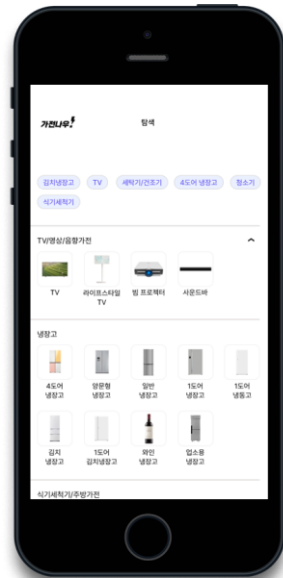 가전나우!
탐색
김치냉장고 TV 세탁기/건조기 4도어 냉장고 청소기
식기세척기
TV/영상/음향가전
TV 라이프스타일 TV 빔 프로젝터 사운드바
냉장고
4도어 냉장고 양문형 냉장고 일반 냉장고 1도어 냉장고 1도어 냉동고
김치 냉장고 1도어 김치냉장고 와인 냉장고 업소용 냉장고
식기세척기/주방가전